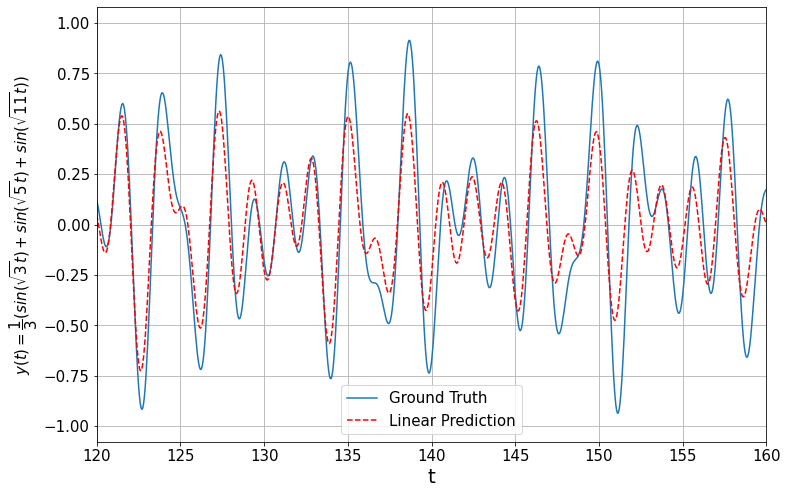 1.00
0.75
0.50
0.25
0.00
−0.25
−0.50
−0.75
−1.00
y(t) = 1/3(sin(√3 t) + sin(√5 t) + sin(√11 t))
Ground Truth
Linear Prediction
120 125 130 135 140 145 150 155 160
t